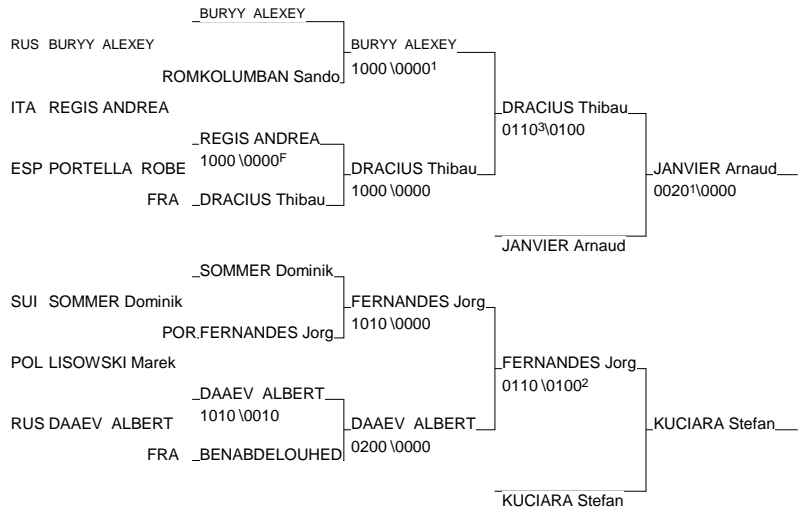 BURYY ALEXEY
RUS BURYY ALEXEY
BURYY ALEXEY
ROMKOLUMBAN Sando
1000 \0000¹
ITA REGIS ANDREA
DRACIUS Thibau
0110³\0100
REGIS ANDREA
1000 \0000F
ESP PORTELLA ROBE
DRACIUS Thibau
1000 \0000
JANVIER Arnaud
0020¹\0000
FRA DRACIUS Thibau
JANVIER Arnaud
SOMMER Dominik
SUI SOMMER Dominik
FERNANDES Jorg
1010 \0000
POR FERNANDES Jorg
POL LISOWSKI Marek
FERNANDES Jorg
0110 \0100²
DAAEV ALBERT
1010 \0010
RUS DAAEV ALBERT
DAAEV ALBERT
0200 \0000
KUCIARA Stefan
FRA BENABDELOUHED
KUCIARA Stefan